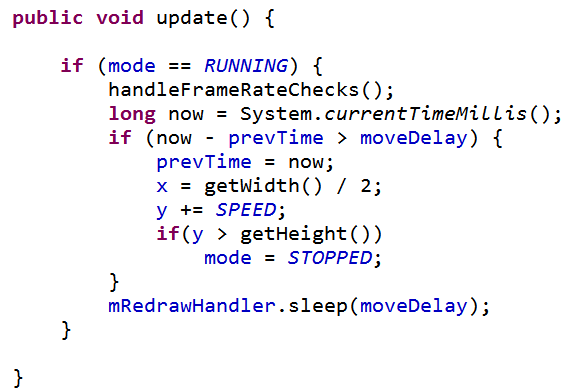 public void update() {
if (mode == RUNNING) {
handleFrameRateChecks();
long now = System.currentTimeMillis();
if (now - prevTime > moveDelay) {
prevTime = now;
x = getWidth() / 2;
y += SPEED;
if(y > getHeight())
mode = STOPPED;
}
mRedrawHandler.sleep(moveDelay);
}
}